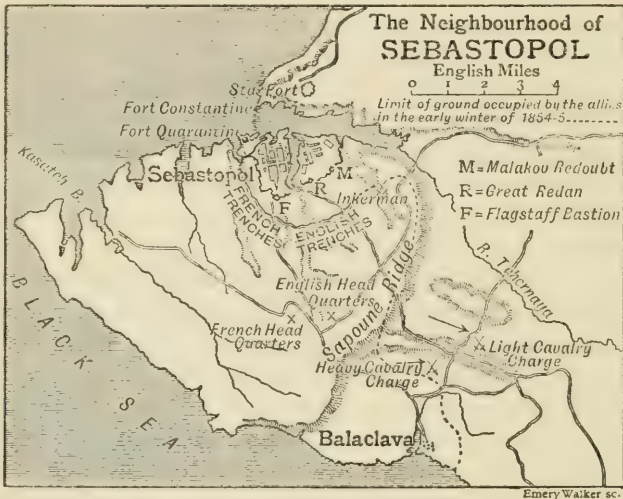 The Neighbourhood of
SEBASTOPOL
English Miles
0 1 2 3 4
Limit of ground occupied by the allies
in the early winter of 1854-5
M=Malakov Redoubt
R=Great Redan
F=Flagstaff Bastion
Star Fort
Fort Constantine
Fort Quarantine
Kasatch B.
Sebastopol
M
R
F
Inkerman
FRENCH
TRENCHES
ENGLISH
TRENCHES
English Head
Quarters
French Head
Quarters
Sapoune Ridge
R. Tchernaya
Light Cavalry
Charge
Heavy Cavalry
Charge
BLACK SEA
Balaclava
Emery Walker sc.